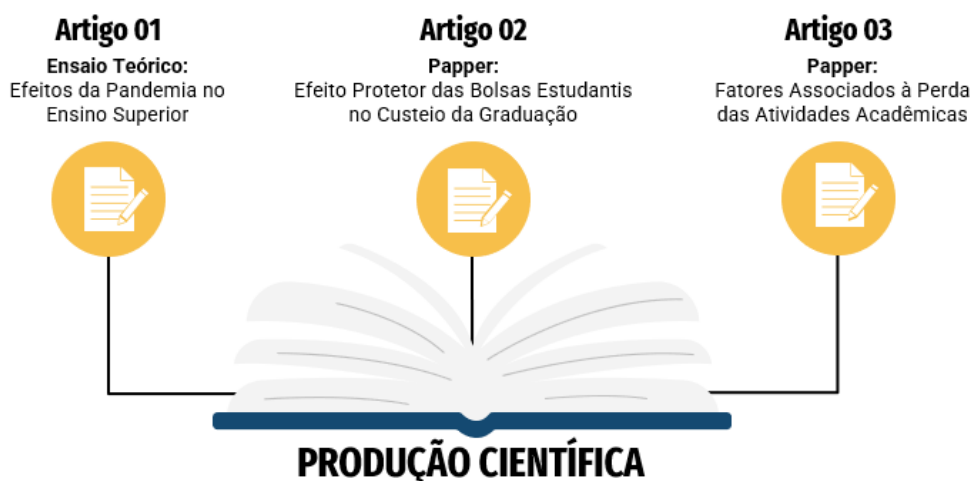 Artigo 01
Ensaio Teórico:
Efeitos da Pandemia no
Ensino Superior
Artigo 02
Papper:
Efeito Protetor das Bolsas Estudantis
no Custeio da Graduação
Artigo 03
Papper:
Fatores Associados à Perda
das Atividades Acadêmicas
PRODUÇÃO CIENTÍFICA